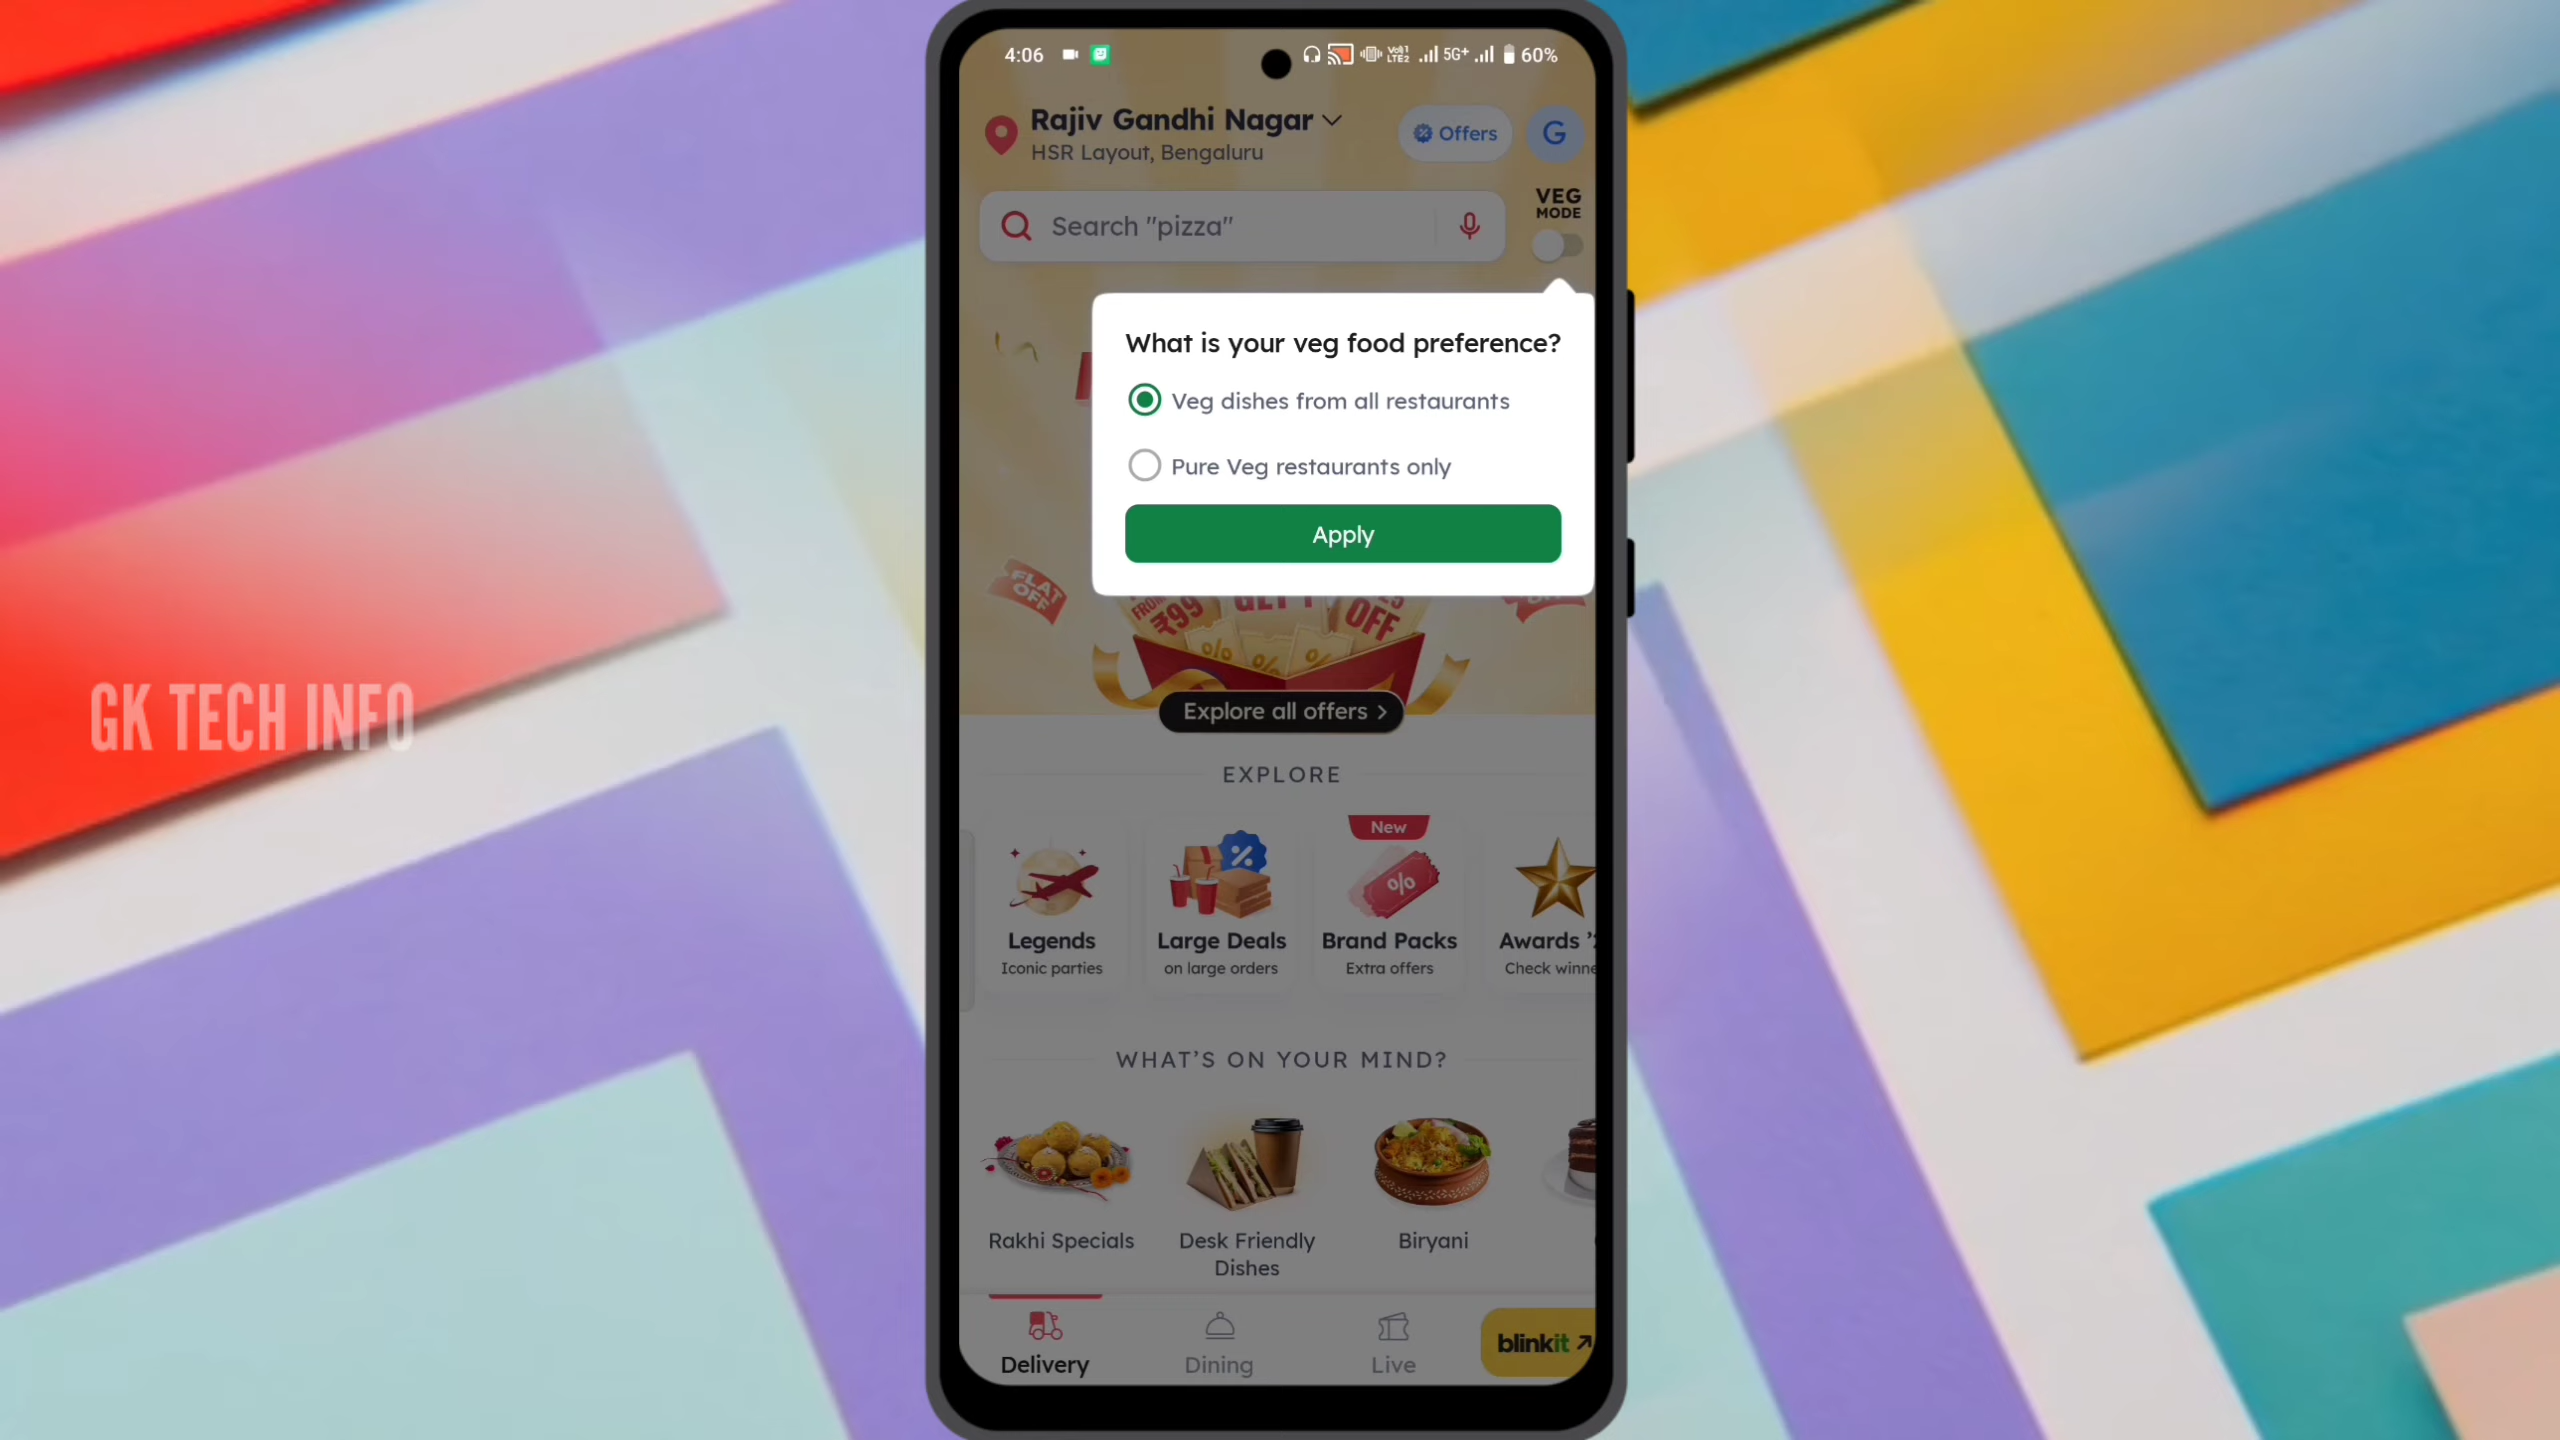 4:06
5G+
60%
Rajiv Gandhi Nagar
HSR Layout, Bengaluru
Offers
G
Search "pizza"
VEG
MODE
What is your veg food preference?
Veg dishes from all restaurants
Pure Veg restaurants only
Apply
FLAT
OFF
FROM
₹99
OFF
% % %
Explore all offers >
GK TECH INFO
EXPLORE
New
%
%
Legends
Large Deals
Brand Packs
Awards
Iconic parties
on large orders
Extra offers
Check
WHAT'S ON YOUR MIND?
Rakhi Specials
Desk Friendly
Dishes
Biryani
Delivery
Dining
Live
blinkit